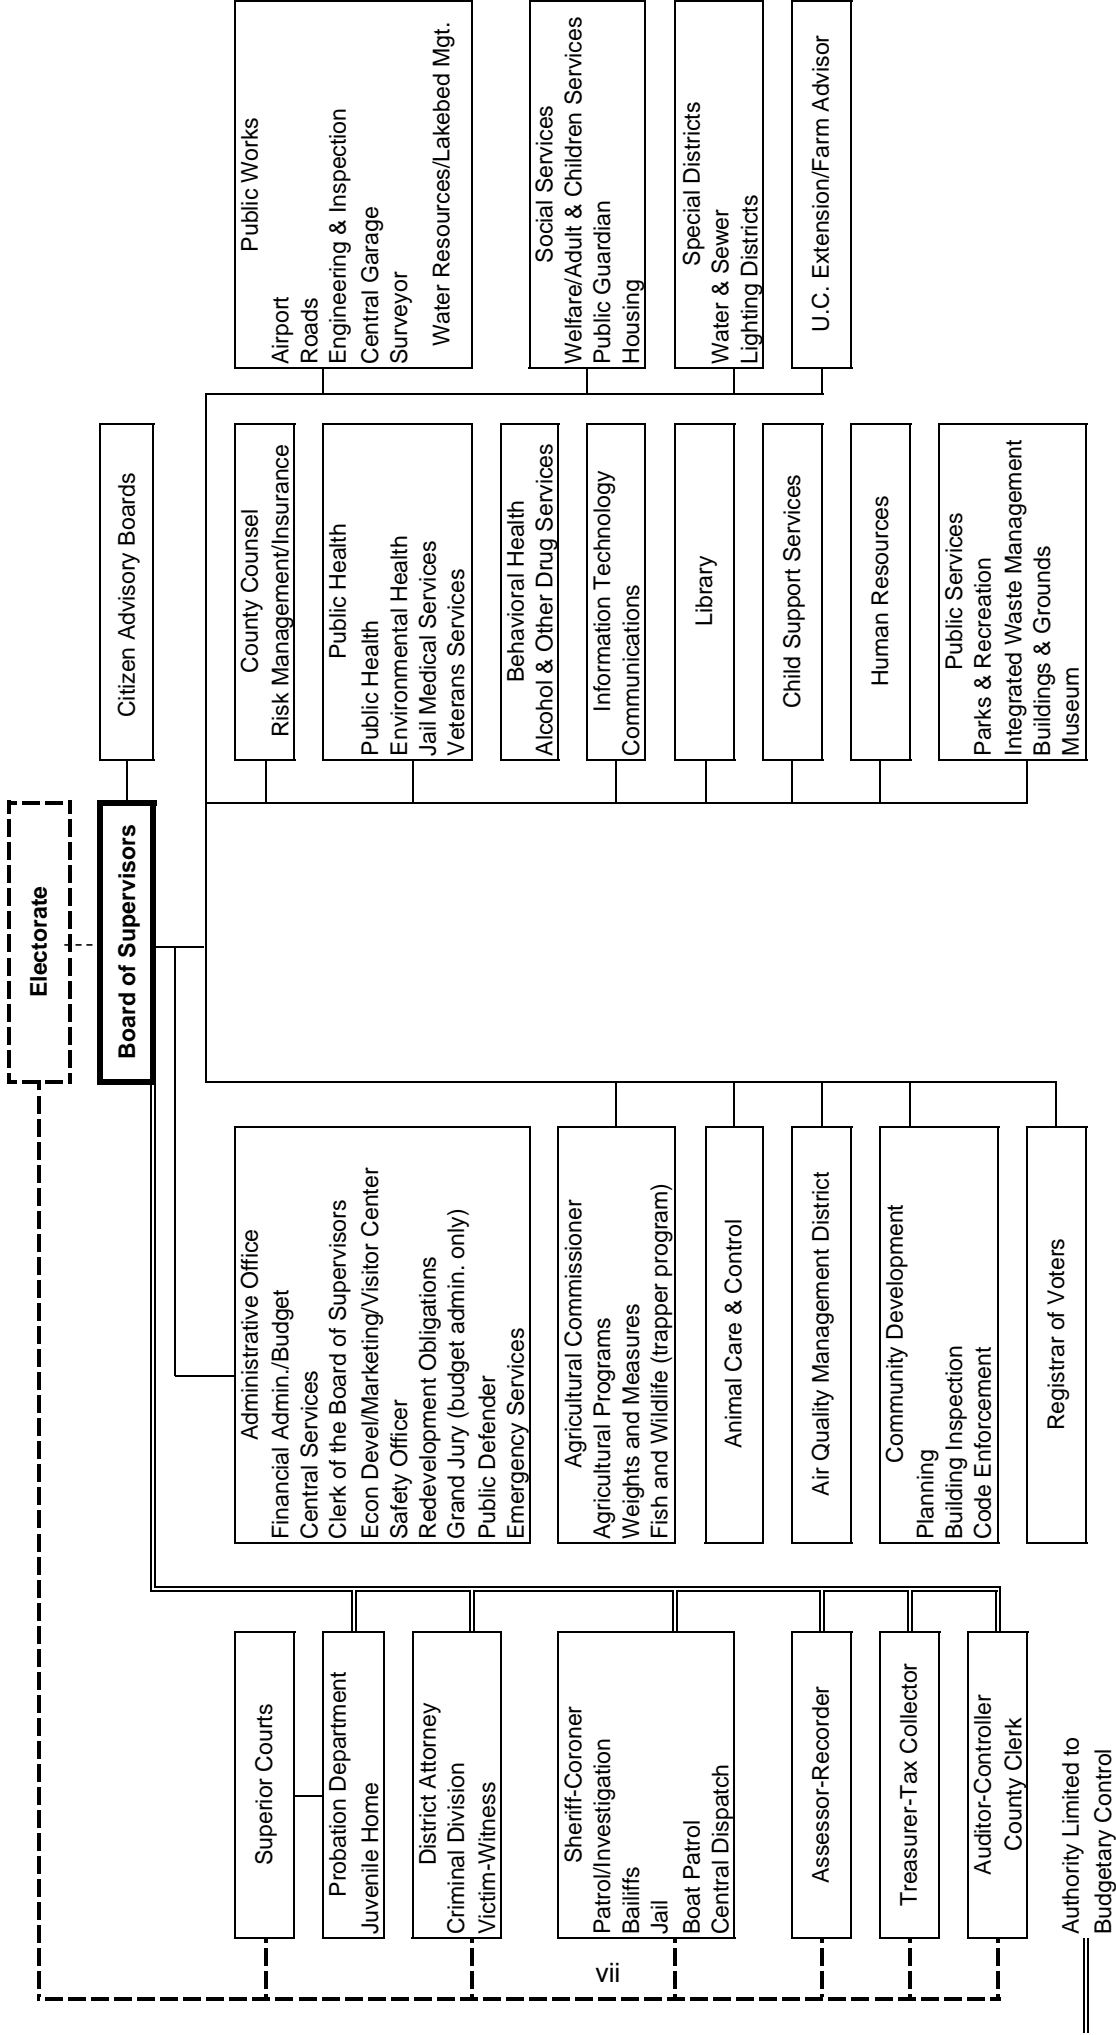 Electorate
Board of Supervisors
Citizen Advisory Boards
Superior Courts
Probation Department
Juvenile Home
District Attorney
Criminal Division
Victim-Witness
Sheriff-Coroner
Patrol/Investigation
Bailiffs
Jail
Boat Patrol
Central Dispatch
Assessor-Recorder
Treasurer-Tax Collector
Auditor-Controller
County Clerk
Authority Limited to
Budgetary Control
Administrative Office
Financial Admin./Budget
Central Services
Clerk of the Board of Supervisors
Econ Devel/Marketing/Visitor Center
Safety Officer
Redevelopment Obligations
Grand Jury (budget admin. only)
Public Defender
Emergency Services
Agricultural Commissioner
Agricultural Programs
Weights and Measures
Fish and Wildlife (trapper program)
Animal Care & Control
Air Quality Management District
Community Development
Planning
Building Inspection
Code Enforcement
Registrar of Voters
County Counsel
Risk Management/Insurance
Public Health
Public Health
Environmental Health
Jail Medical Services
Veterans Services
Behavioral Health
Alcohol & Other Drug Services
Information Technology
Communications
Library
Child Support Services
Human Resources
Public Services
Parks & Recreation
Integrated Waste Management
Buildings & Grounds
Museum
Public Works
Airport
Roads
Engineering & Inspection
Central Garage
Surveyor
Water Resources/Lakebed Mgt.
Social Services
Welfare/Adult & Children Services
Public Guardian
Housing
Special Districts
Water & Sewer
Lighting Districts
U.C. Extension/Farm Advisor
vii